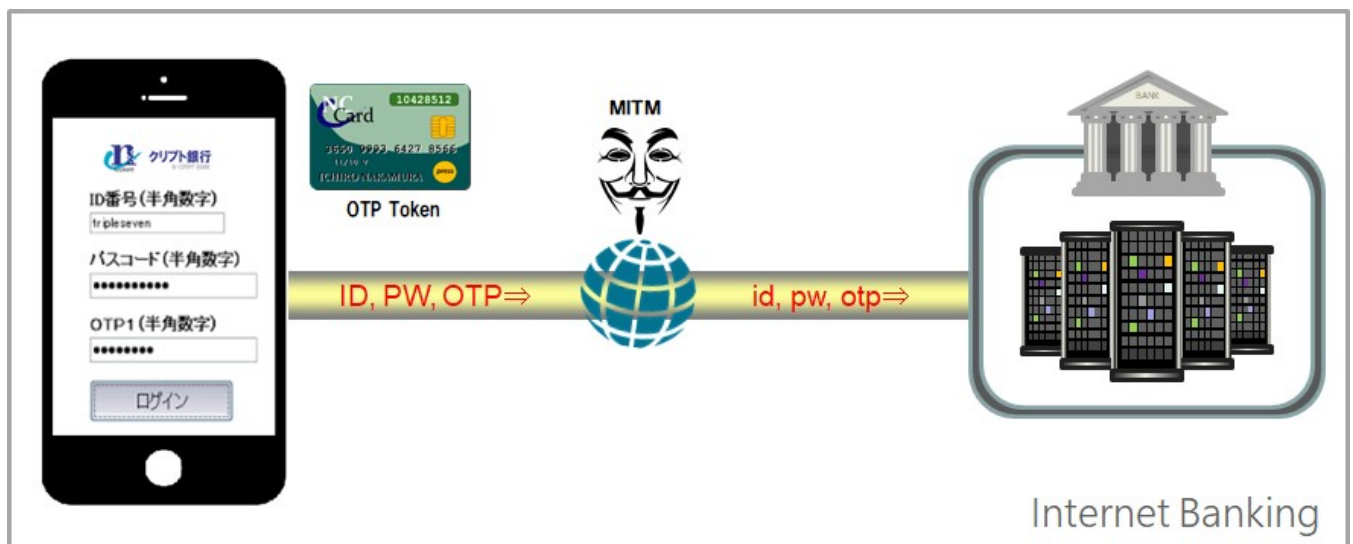 クリプト銀行
ID番号(半角数字)
tripleseven
パスコード(半角数字)
••••••••••
OTP1(半角数字)
••••••••
ログイン
NC Card
10428512
3650 9993 6427 8566
ICHIRO NAKAMURA
press
OTP Token
MITM
ID, PW, OTP⇒
id, pw, otp⇒
BANK
Internet Banking